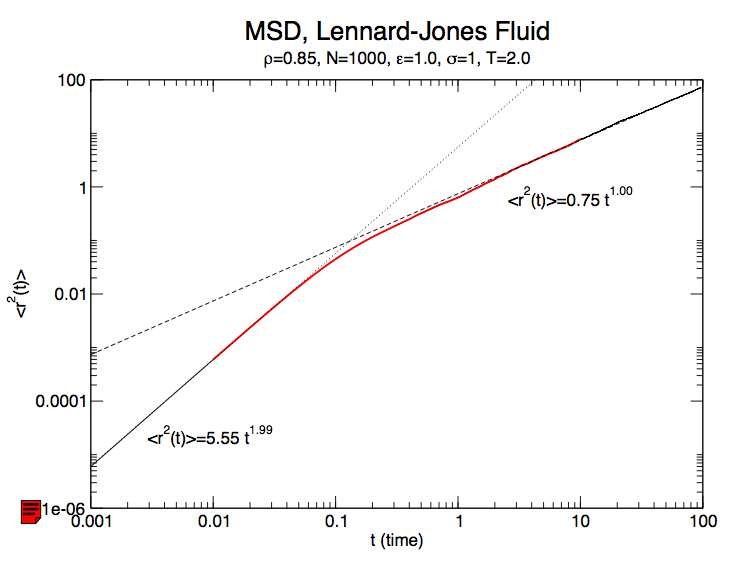 MSD, Lennard-Jones Fluid
ρ=0.85, N=1000, ε=1.0, σ=1, T=2.0
100
1
0.01
0.0001
1e-06
<r²(t)>
<r²(t)>=0.75 t^1.00
<r²(t)>=5.55 t^1.99
0.001 0.01 0.1 1 10 100
t (time)